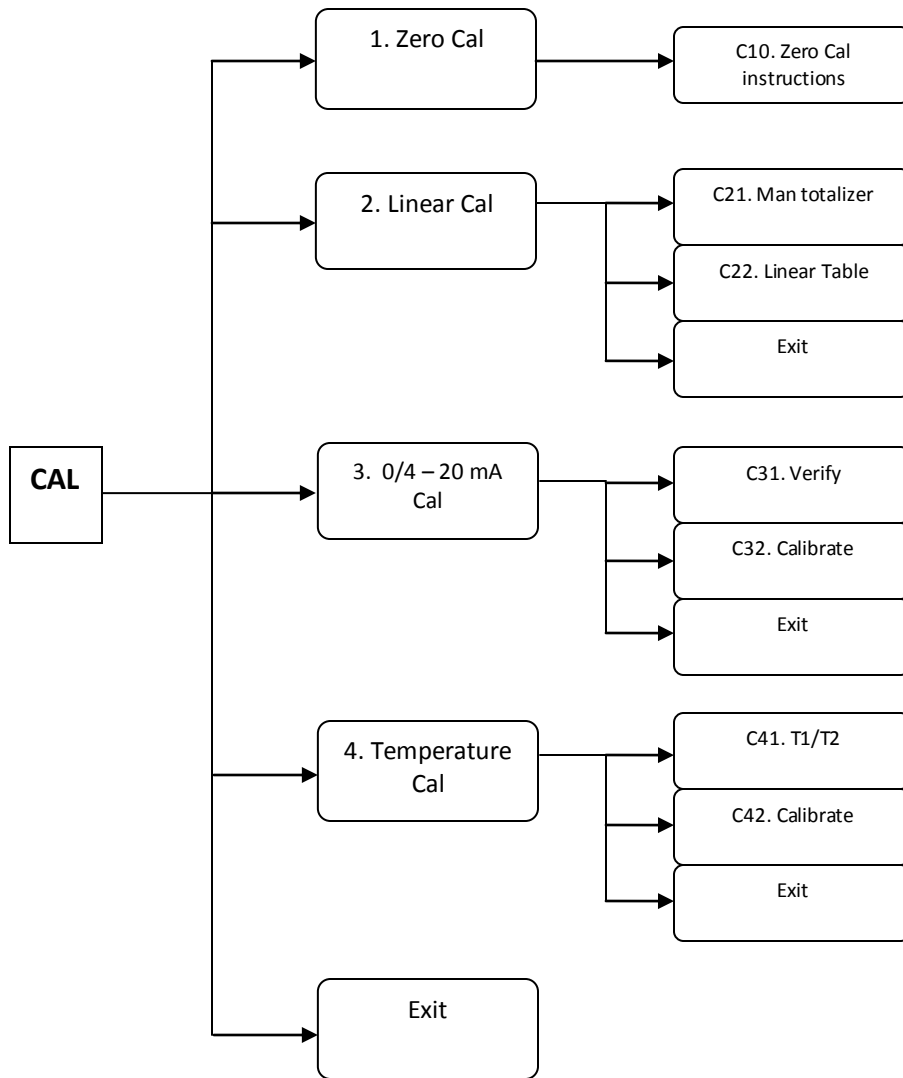 1. Zero Cal
C10. Zero Cal
instructions
2. Linear Cal
C21. Man totalizer
C22. Linear Table
Exit
CAL
3.  0/4 – 20 mA
Cal
C31. Verify
C32. Calibrate
Exit
4. Temperature
Cal
C41. T1/T2
C42. Calibrate
Exit
Exit